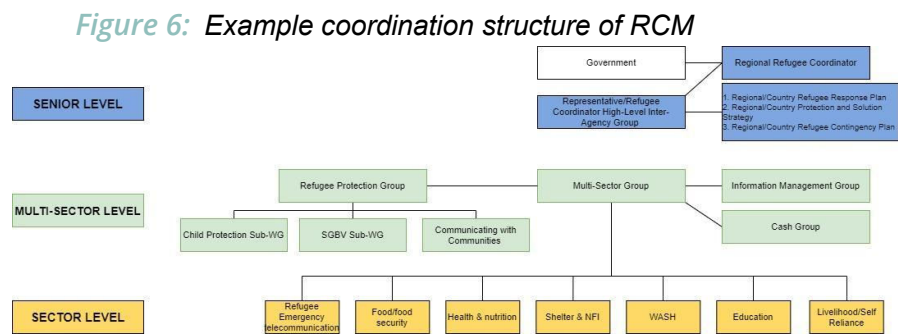 Figure 6: Example coordination structure of RCM
Government
Regional Refugee Coordinator
SENIOR LEVEL
Representative/Refugee
Coordinator High-Level Inter-
Agency Group
1. Regional/Country Refugee Response Plan
2. Regional/Country Protection and Solution
Strategy
3. Regional/Country Refugee Contingency Plan
MULTI-SECTOR LEVEL
Refugee Protection Group
Multi-Sector Group
Information Management Group
Child Protection Sub-WG
SGBV Sub-WG
Communicating with
Communities
Cash Group
SECTOR LEVEL
Refugee
Emergency
telecommunication
Food/food
security
Health & nutrition
Shelter & NFI
WASH
Education
Livelihood/Self
Reliance